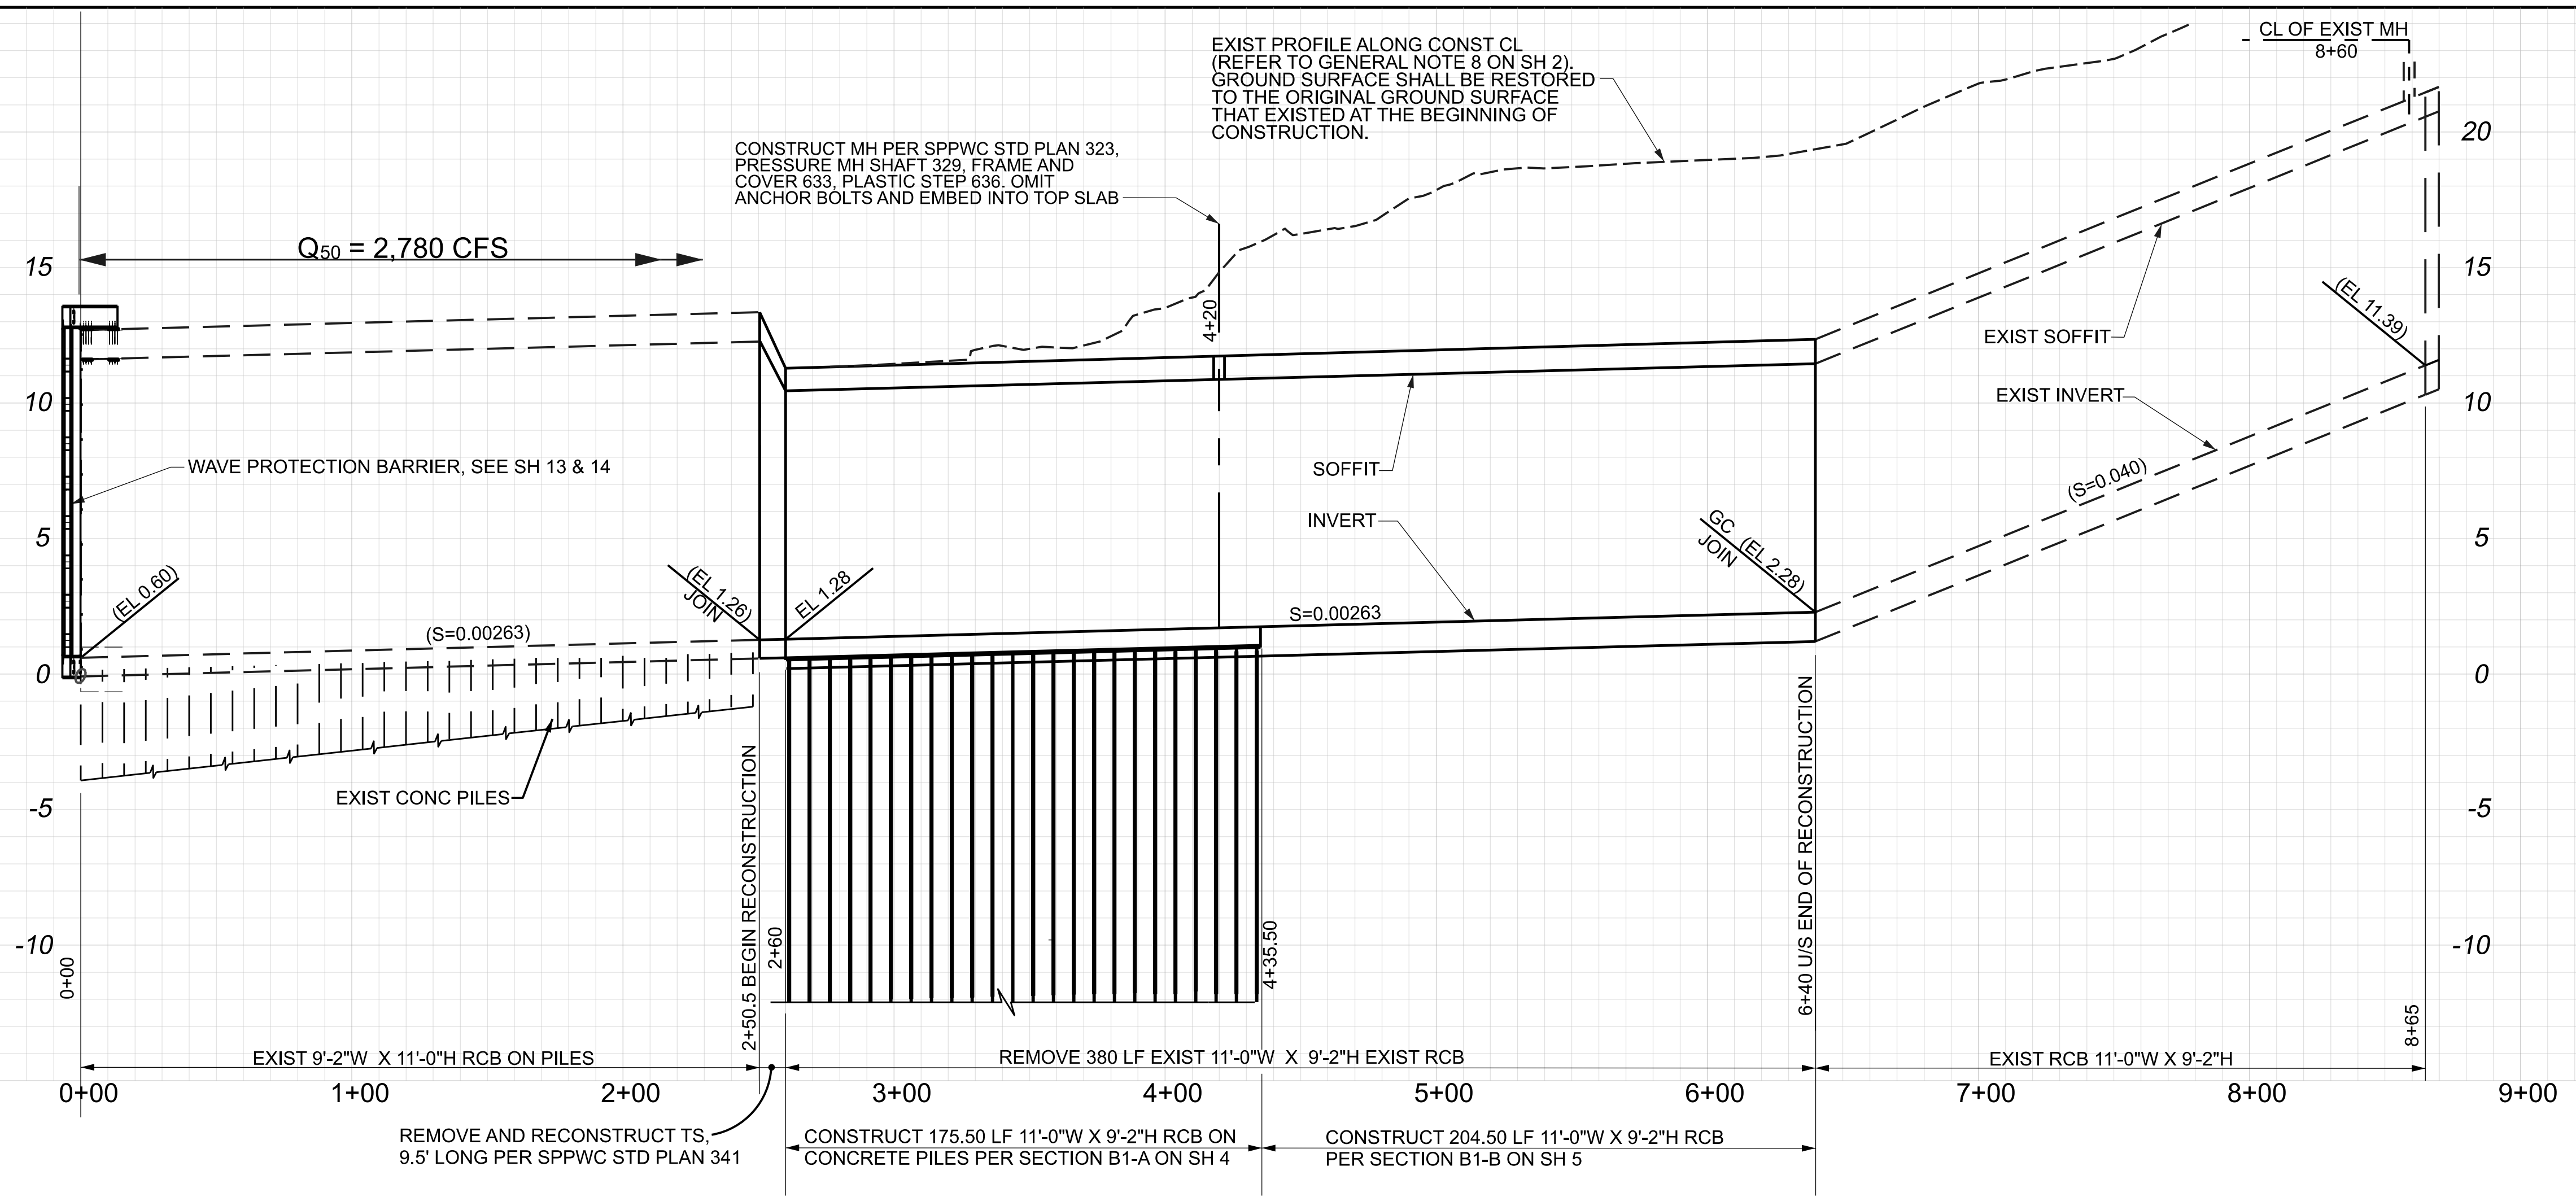 CL OF EXIST MH
8+60
EXIST PROFILE ALONG CONST CL
(REFER TO GENERAL NOTE 8 ON SH 2).
GROUND SURFACE SHALL BE RESTORED
TO THE ORIGINAL GROUND SURFACE
THAT EXISTED AT THE BEGINNING OF
CONSTRUCTION.
CONSTRUCT MH PER SPPWC STD PLAN 323,
PRESSURE MH SHAFT 329, FRAME AND
COVER 633, PLASTIC STEP 636. OMIT
ANCHOR BOLTS AND EMBED INTO TOP SLAB
20
Q50 = 2,780 CFS
15
15
4+20
(EL 11.39)
EXIST SOFFIT
10
10
EXIST INVERT
WAVE PROTECTION BARRIER, SEE SH 13 & 14
SOFFIT
(S=0.040)
INVERT
5
5
GC (EL 2.28)
JOIN
(EL 0.60)
(EL 1.26)
JOIN
EL 1.28
(S=0.00263)
S=0.00263
0
0
EXIST CONC PILES
-5
-5
-10
-10
0+00
2+50.5 BEGIN RECONSTRUCTION
2+60
4+35.50
6+40 U/S END OF RECONSTRUCTION
8+65
EXIST 9'-2"W X 11'-0"H RCB ON PILES
REMOVE 380 LF EXIST 11'-0"W X 9'-2"H EXIST RCB
EXIST RCB 11'-0"W X 9'-2"H
0+00 1+00 2+00 3+00 4+00 5+00 6+00 7+00 8+00 9+00
REMOVE AND RECONSTRUCT TS,
9.5' LONG PER SPPWC STD PLAN 341
CONSTRUCT 175.50 LF 11'-0"W X 9'-2"H RCB ON
CONCRETE PILES PER SECTION B1-A ON SH 4
CONSTRUCT 204.50 LF 11'-0"W X 9'-2"H RCB
PER SECTION B1-B ON SH 5